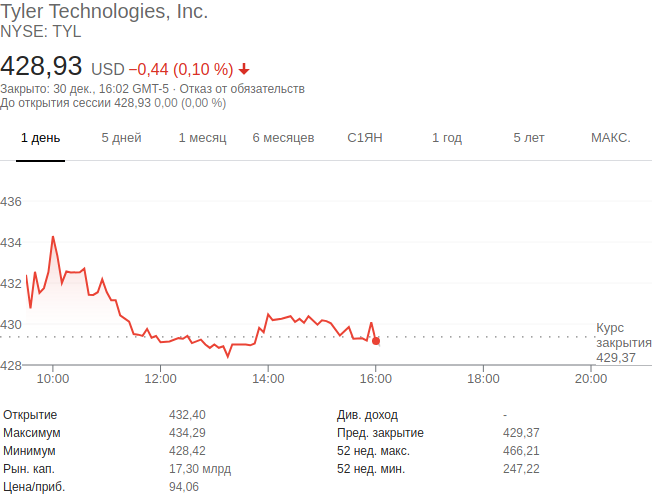 Tyler Technologies, Inc.
NYSE: TYL
428,93 USD −0,44 (0,10 %)
Закрыто: 30 дек., 16:02 GMT-5 · Отказ от обязательств
До открытия сессии 428,93 0,00 (0,00 %)
1 день 5 дней 1 месяц 6 месяцев С1ЯН 1 год 5 лет МАКС.
436
434
432
430
Курс
закрытия
429,37
428
10:00 12:00 14:00 16:00 18:00 20:00
Открытие 432,40 Див. доход -
Максимум 434,29 Пред. закрытие 429,37
Минимум 428,42 52 нед. макс. 466,21
Рын. кап. 17,30 млрд 52 нед. мин. 247,22
Цена/приб. 94,06